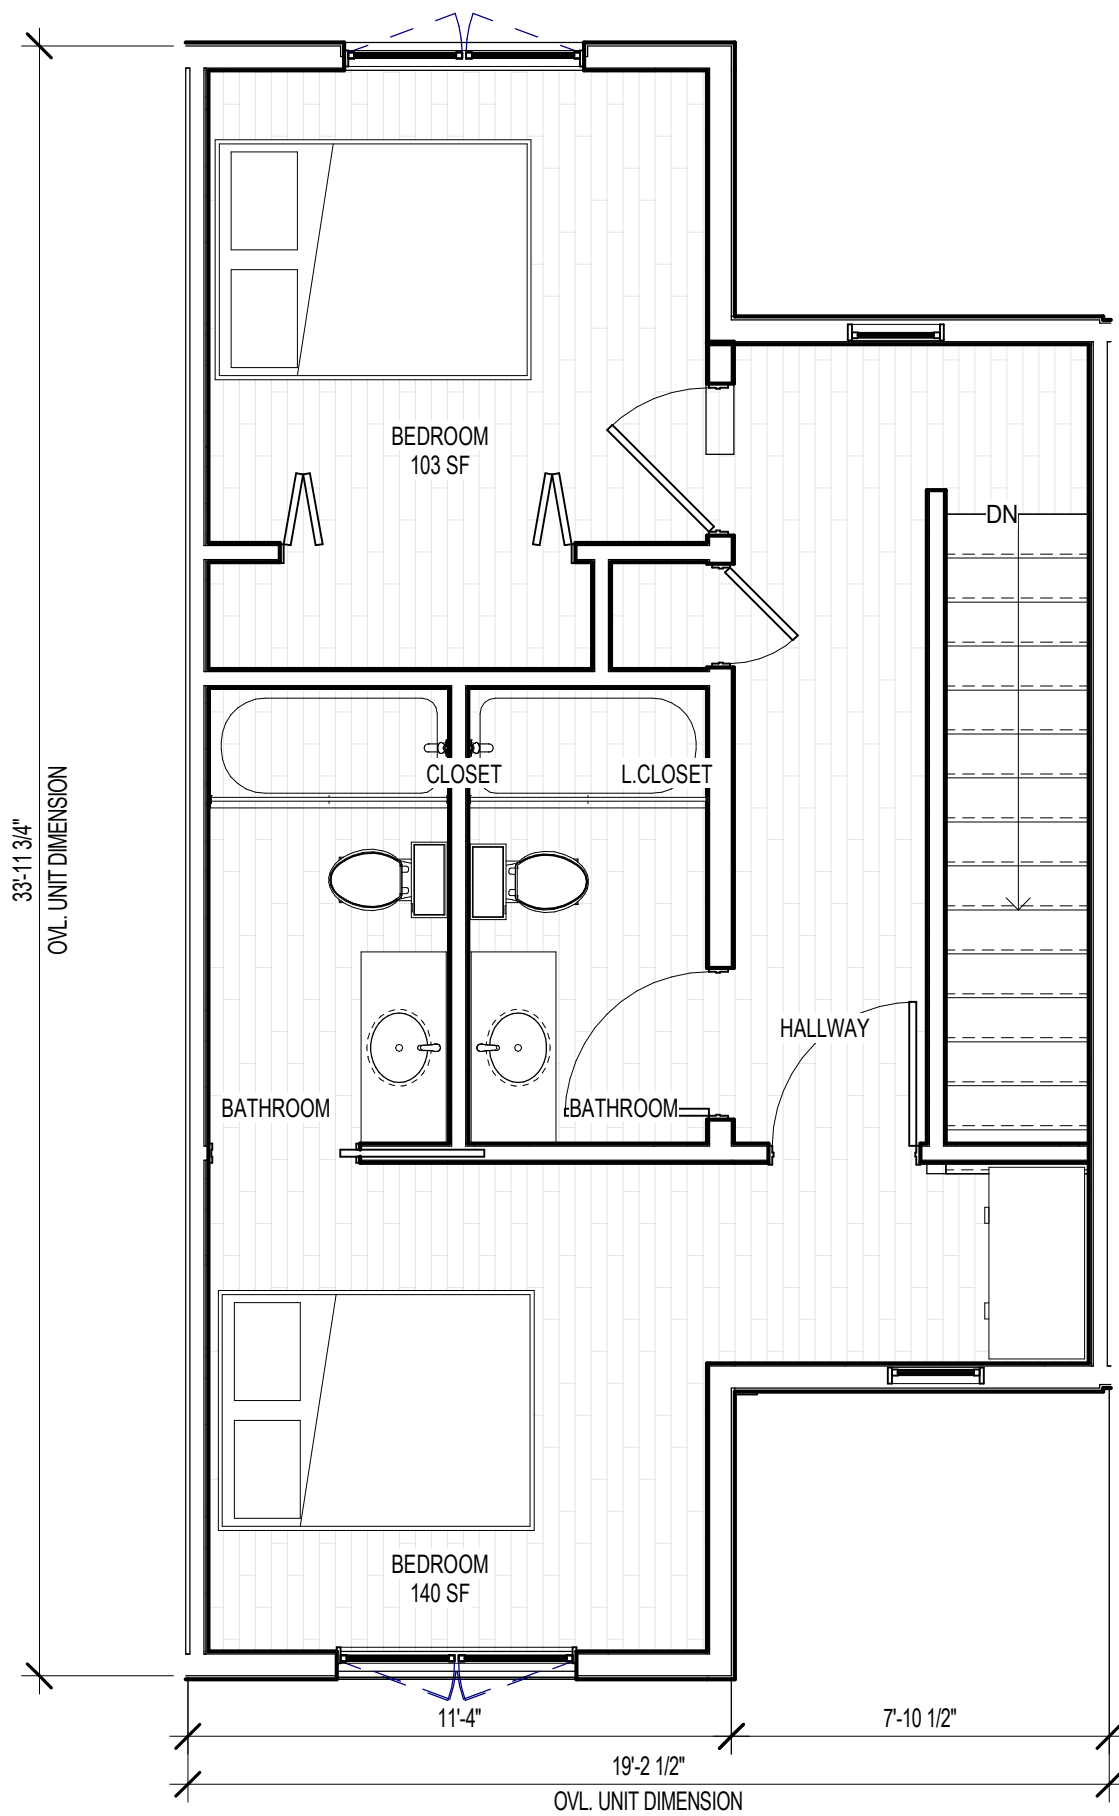 BEDROOM
103 SF
DN
CLOSET
L.CLOSET
33'-11 3/4"
OVL. UNIT DIMENSION
HALLWAY
BATHROOM
BATHROOM
BEDROOM
140 SF
11'-4"
7'-10 1/2"
19'-2 1/2"
OVL. UNIT DIMENSION